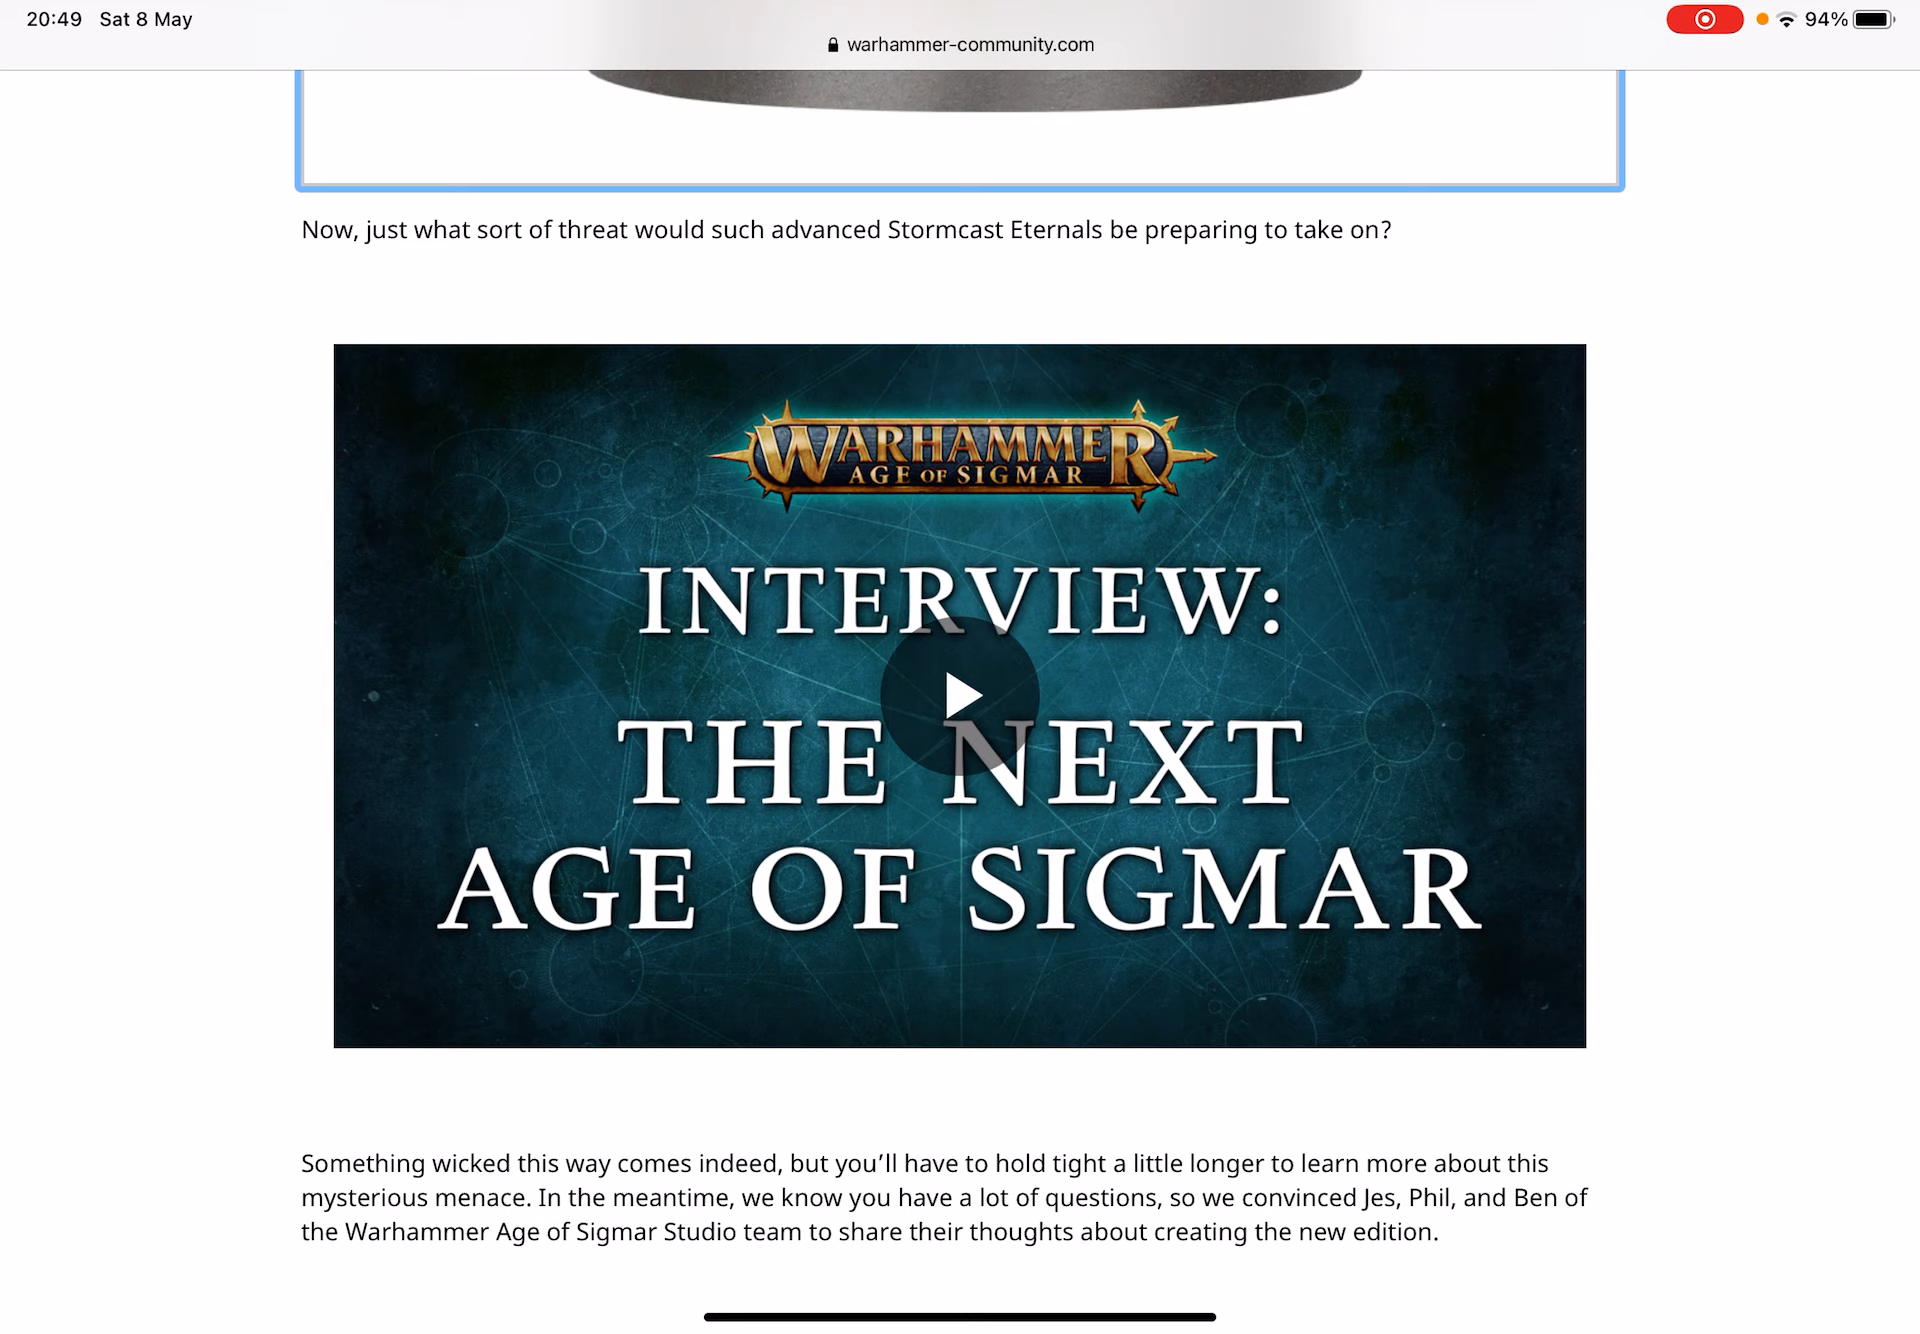 20:49 Sat 8 May
94%
warhammer-community.com
Now, just what sort of threat would such advanced Stormcast Eternals be preparing to take on?
WARHAMMER
AGE OF SIGMAR
INTERVIEW:
THE NEXT
AGE OF SIGMAR
Something wicked this way comes indeed, but you’ll have to hold tight a little longer to learn more about this
mysterious menace. In the meantime, we know you have a lot of questions, so we convinced Jes, Phil, and Ben of
the Warhammer Age of Sigmar Studio team to share their thoughts about creating the new edition.